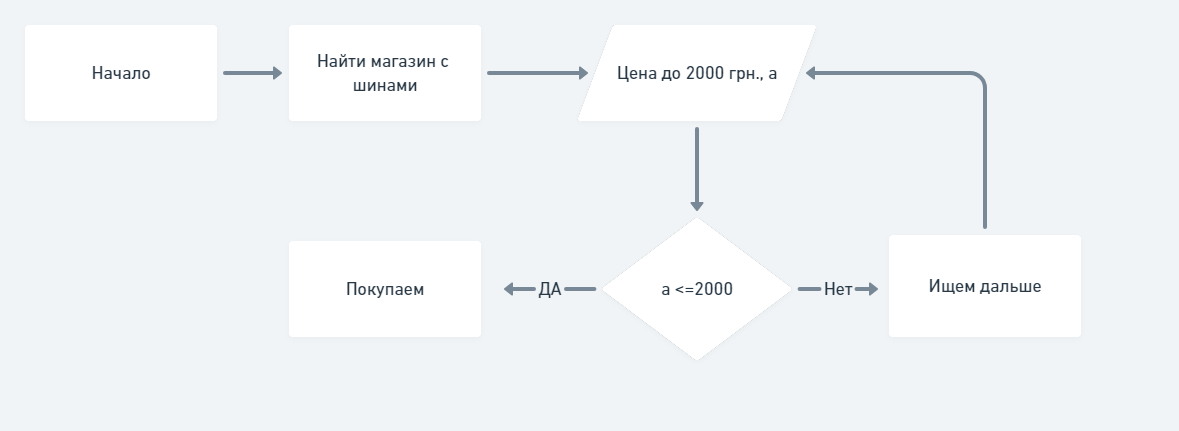 Начало
Найти магазин с
шинами
Цена до 2000 грн., а
Покупаем
ДА
а <=2000
Нет
Ищем дальше